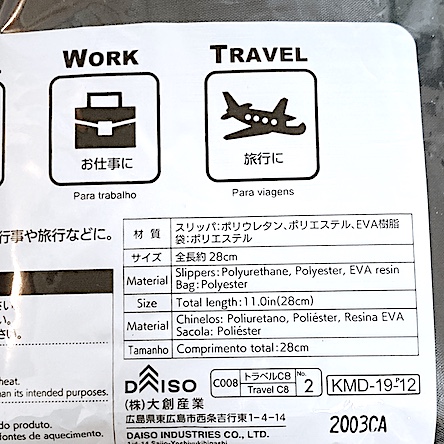 WORK
TRAVEL
お仕事に
旅行に
Para trabalho
Para viagens
行事や旅行などに。
材 質 スリッパ:ポリウレタン、ポリエステル、EVA樹脂
袋:ポリエステル
サイズ 全長約28cm
Material Slippers:Polyurethane, Polyester, EVA resin
Bag:Polyester
Size Total length:11.0in(28cm)
Material Chinelos: Poliuretano, Poliéster, Resina EVA
Sacola: Poliéster
Tamanho Comprimento total:28cm
さい。
い。
heat.
than its intended purposes.
do produto.
fontes de aquecimento.
DAISO
C008 トラベルC8 Travel C8 No. 2
KMD-19-12
(株)大創産業
広島県東広島市西条吉行東1-4-14
DAISO INDUSTRIES CO., LTD.
2003CA